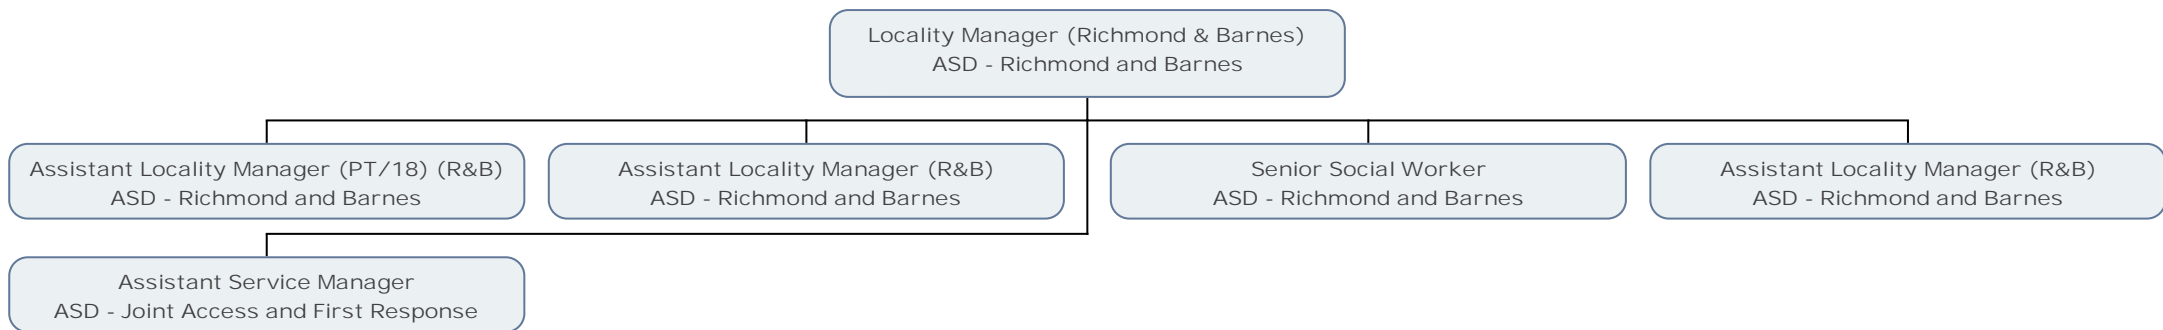 Locality Manager (Richmond & Barnes)
ASD - Richmond and Barnes
Assistant Locality Manager (PT/18) (R&B)
ASD - Richmond and Barnes
Assistant Locality Manager (R&B)
ASD - Richmond and Barnes
Senior Social Worker
ASD - Richmond and Barnes
Assistant Locality Manager (R&B)
ASD - Richmond and Barnes
Assistant Service Manager
ASD - Joint Access and First Response